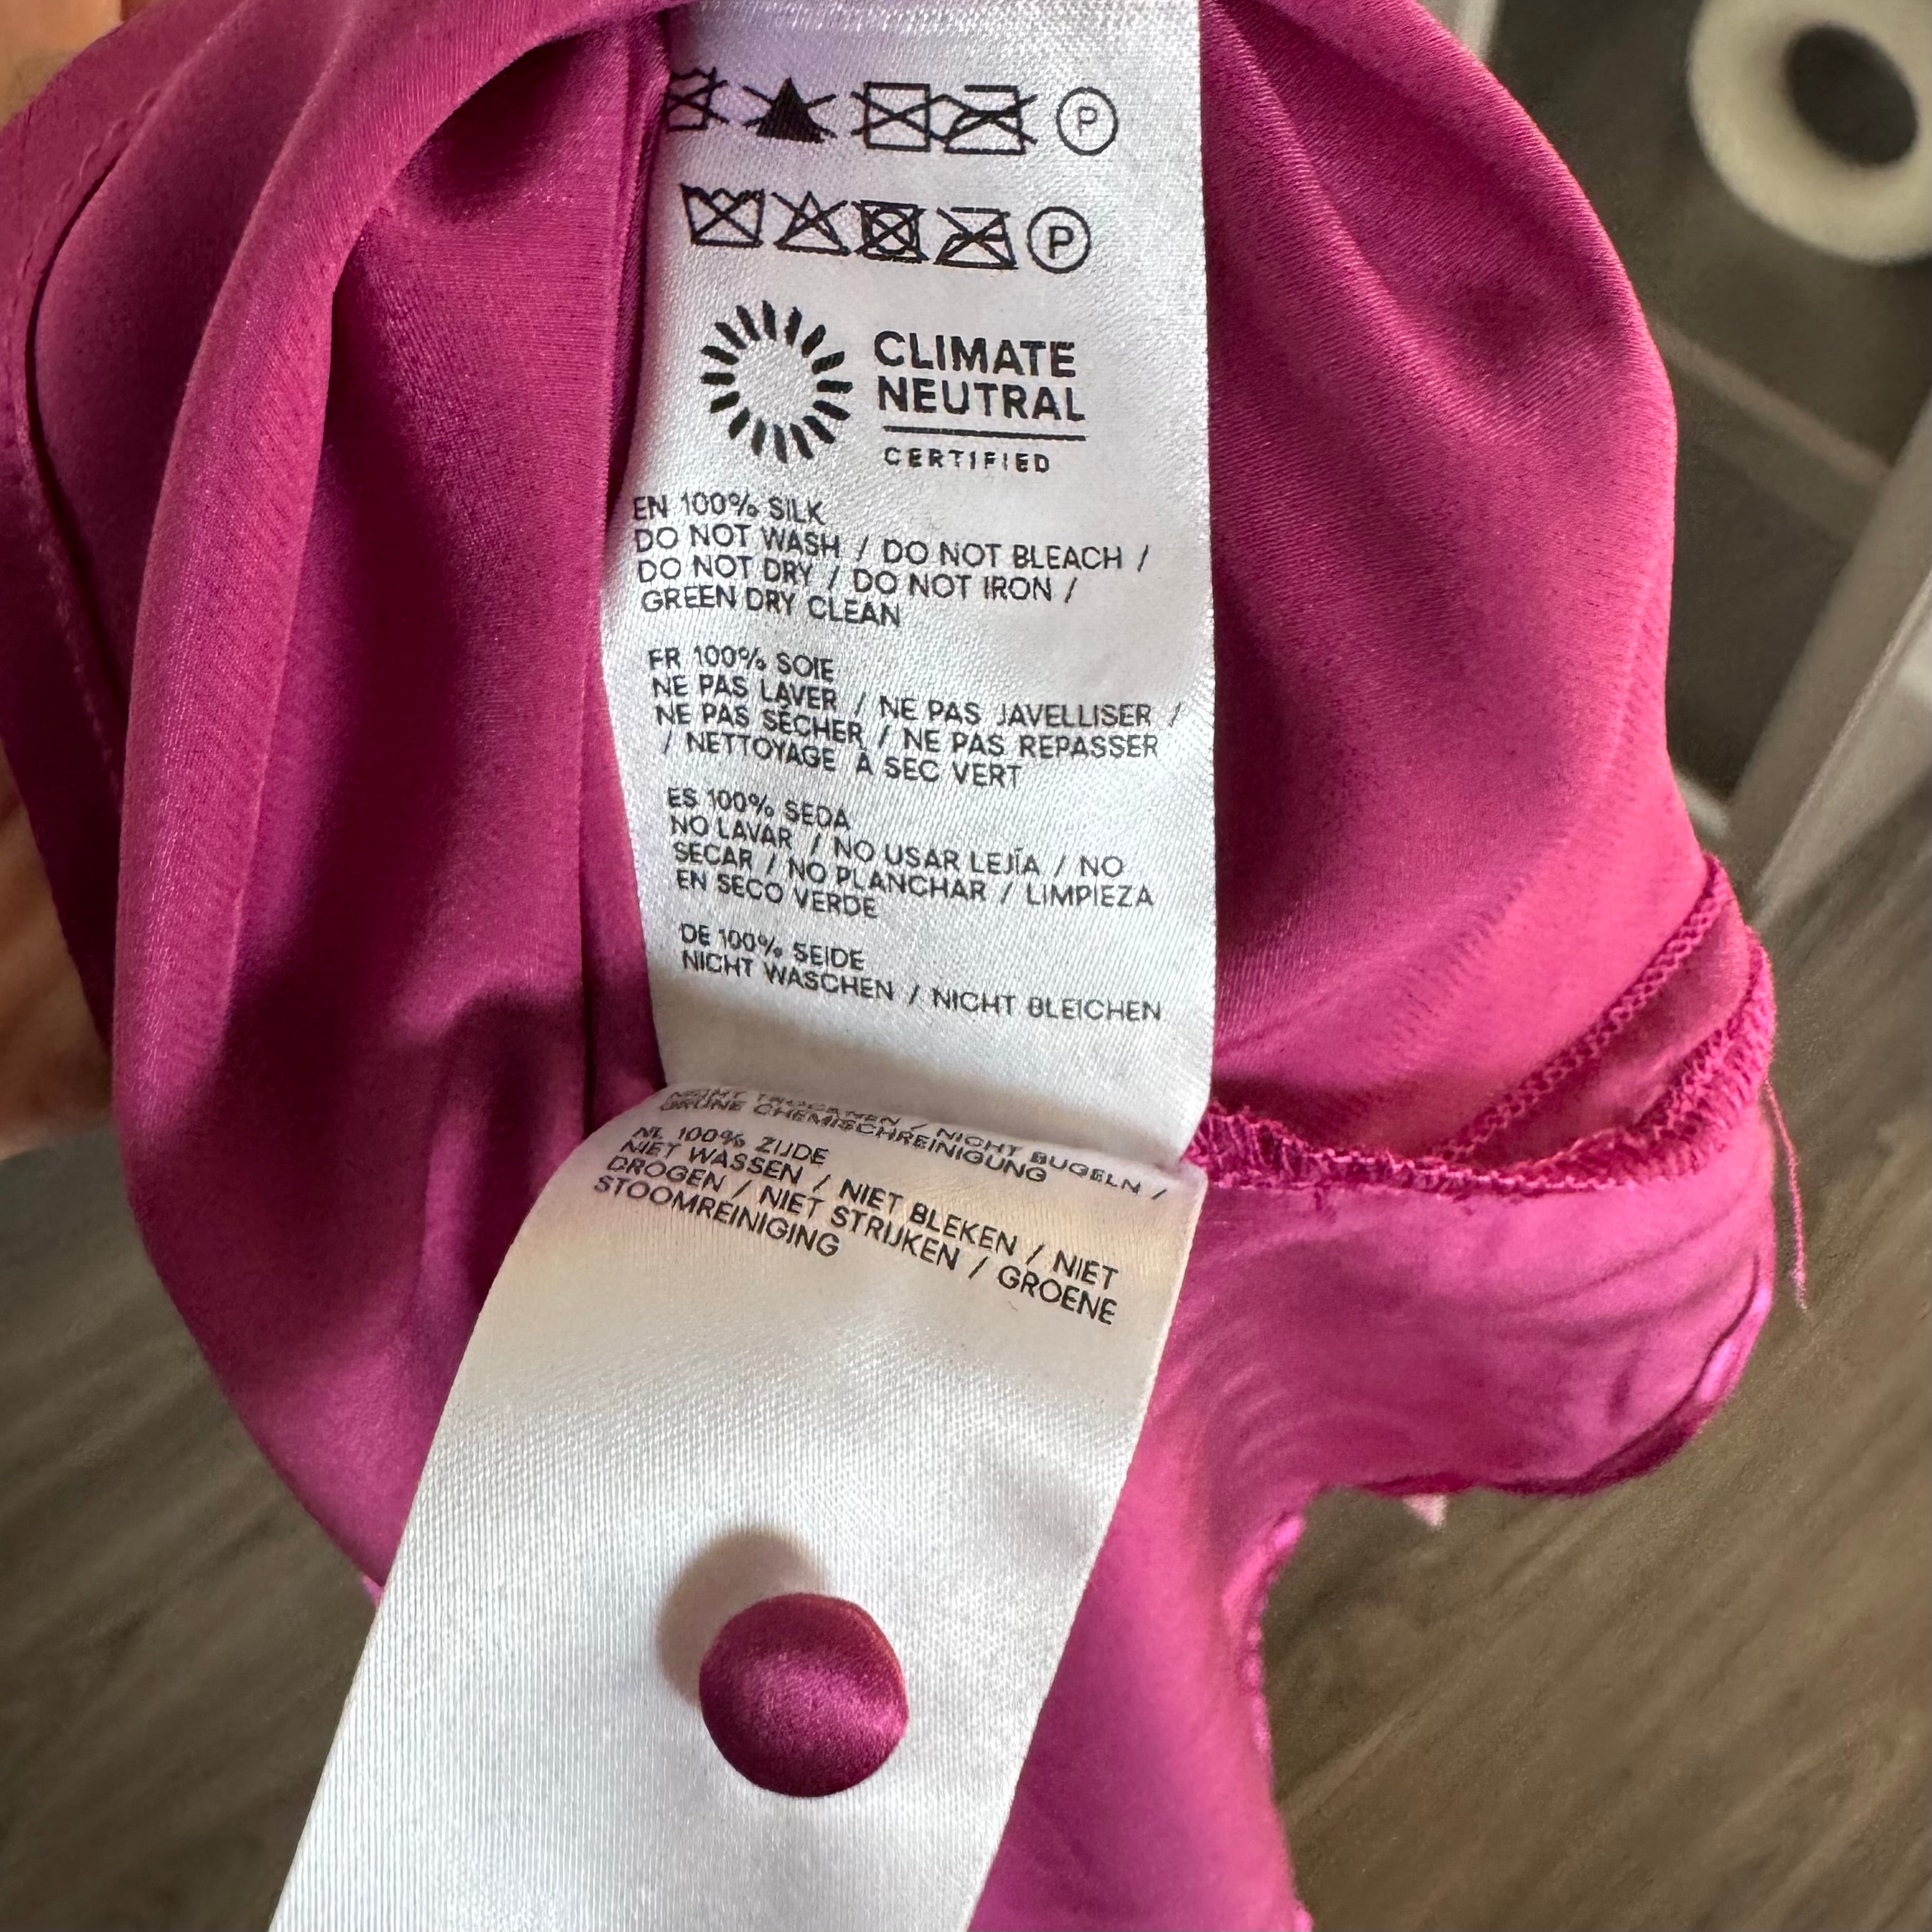 P
P
CLIMATE
NEUTRAL
CERTIFIED
EN 100% SILK
DO NOT WASH / DO NOT BLEACH /
DO NOT DRY / DO NOT IRON /
GREEN DRY CLEAN
FR 100% SOIE
NE PAS LAVER / NE PAS JAVELLISER /
NE PAS SÉCHER / NE PAS REPASSER
/ NETTOYAGE À SEC VERT
ES 100% SEDA
NO LAVAR / NO USAR LEJÍA / NO
SECAR / NO PLANCHAR / LIMPIEZA
EN SECO VERDE
DE 100% SEIDE
NICHT WASCHEN / NICHT BLEICHEN
NICHT TROCKNEN / NICHT BUGELN /
GRUNE CHEMISCHREINIGUNG
NL 100% ZIJDE
NIET WASSEN / NIET BLEKEN / NIET
DROGEN / NIET STRIJKEN / GROENE
STOOMREINIGING